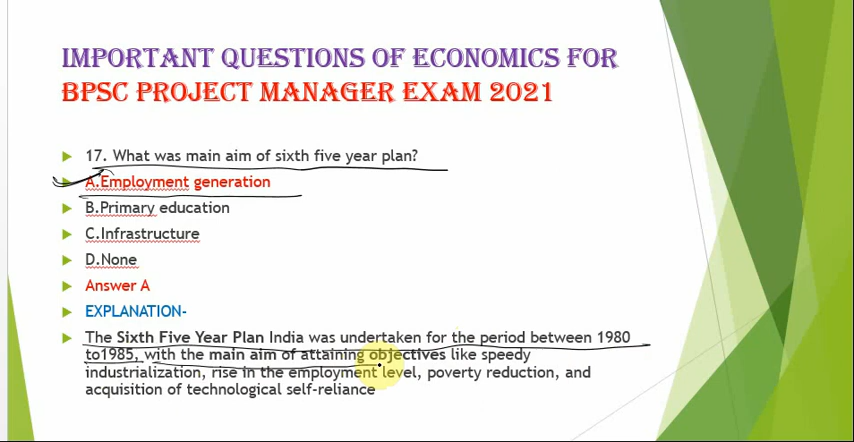 IMPORTANT QUESTIONS OF ECONOMICS FOR
BPSC PROJECT MANAGER EXAM 2021
17. What was main aim of sixth five year plan?
A.Employment generation
B.Primary education
C.Infrastructure
D.None
Answer A
EXPLANATION-
The Sixth Five Year Plan India was undertaken for the period between 1980
to1985, with the main aim of attaining objectives like speedy
industrialization, rise in the employment level, poverty reduction, and
acquisition of technological self-reliance